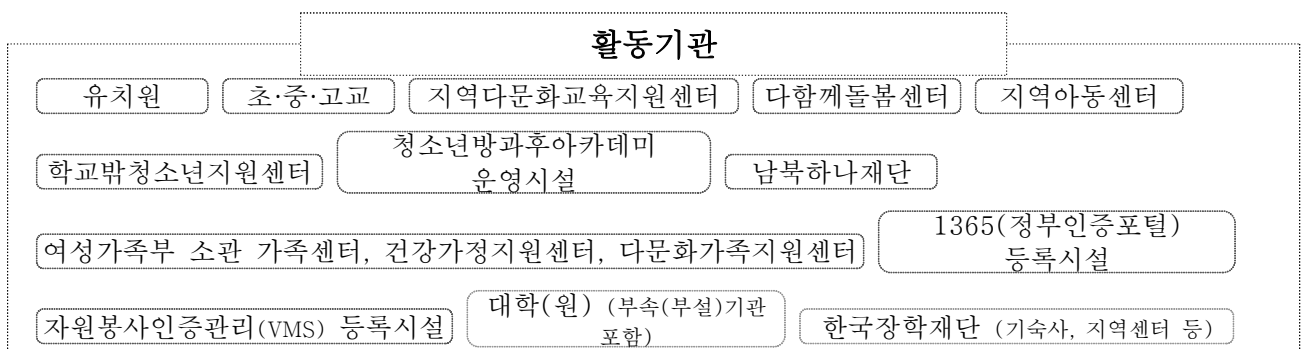 활동기관
유치원 초·중·고교 지역다문화교육지원센터 다함께돌봄센터 지역아동센터
학교밖청소년지원센터 청소년방과후아카데미
운영시설 남북하나재단
여성가족부 소관 가족센터, 건강가정지원센터, 다문화가족지원센터 1365(정부인증포털)
등록시설
자원봉사인증관리(VMS) 등록시설 대학(원) (부속(부설)기관
포함) 한국장학재단 (기숙사, 지역센터 등)